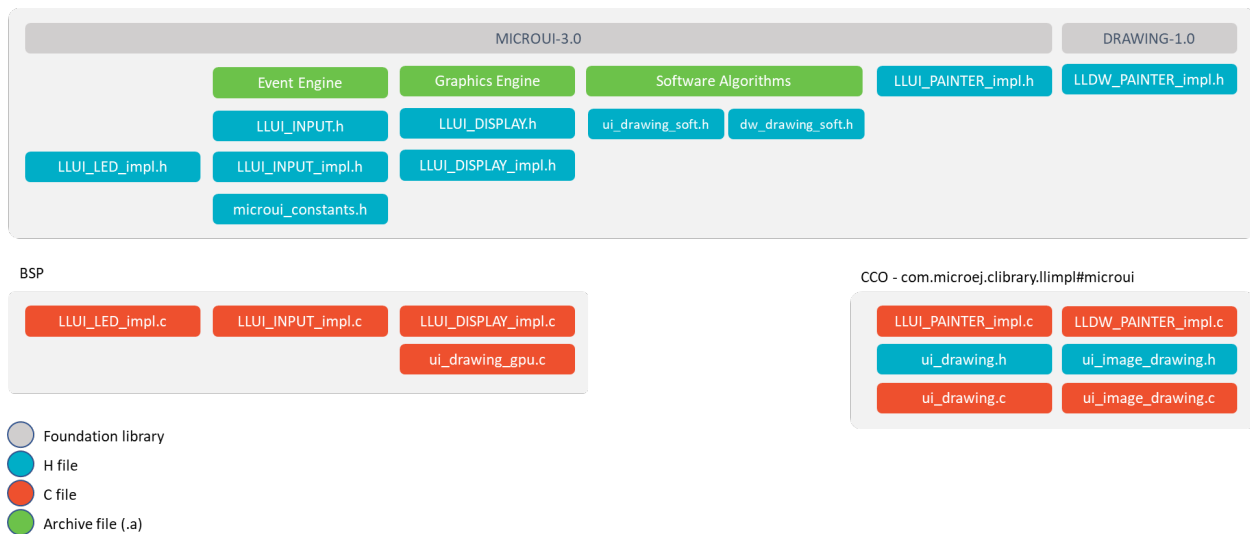 MICROUI-3.0 DRAWING-1.0
Event Engine Graphics Engine Software Algorithms LLUI_PAINTER_impl.h LLDW_PAINTER_impl.h
LLUI_INPUT.h LLUI_DISPLAY.h ui_drawing_soft.h dw_drawing_soft.h
LLUI_LED_impl.h LLUI_INPUT_impl.h LLUI_DISPLAY_impl.h
microui_constants.h
BSP
CCO - com.microej.clibrary.llimpl#microui
LLUI_LED_impl.c LLUI_INPUT_impl.c LLUI_DISPLAY_impl.c LLUI_PAINTER_impl.c LLDW_PAINTER_impl.c
ui_drawing_gpu.c ui_drawing.h ui_image_drawing.h
ui_drawing.c ui_image_drawing.c
Foundation library
H file
C file
Archive file (.a)